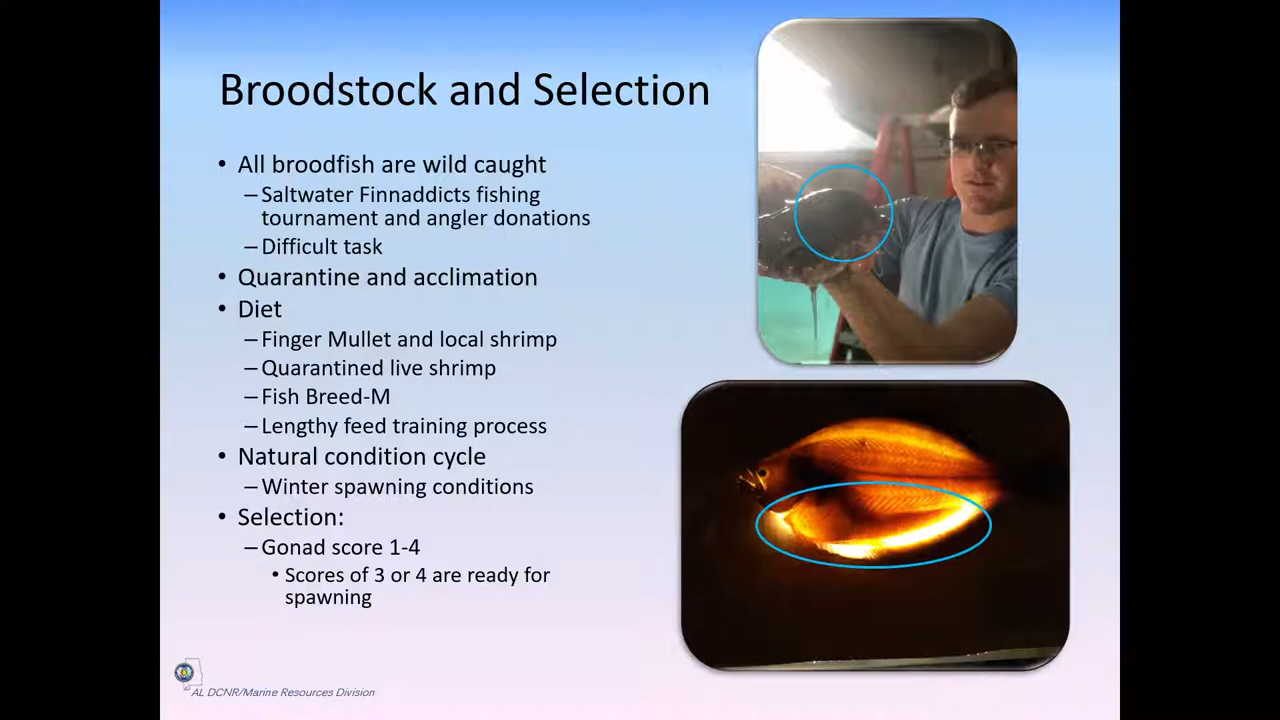 Broodstock and Selection
• All broodfish are wild caught
–Saltwater Finnaddicts fishing
tournament and angler donations
–Difficult task
• Quarantine and acclimation
• Diet
–Finger Mullet and local shrimp
–Quarantined live shrimp
–Fish Breed-M
–Lengthy feed training process
• Natural condition cycle
–Winter spawning conditions
• Selection:
–Gonad score 1-4
• Scores of 3 or 4 are ready for
spawning
AL DCNR/Marine Resources Division